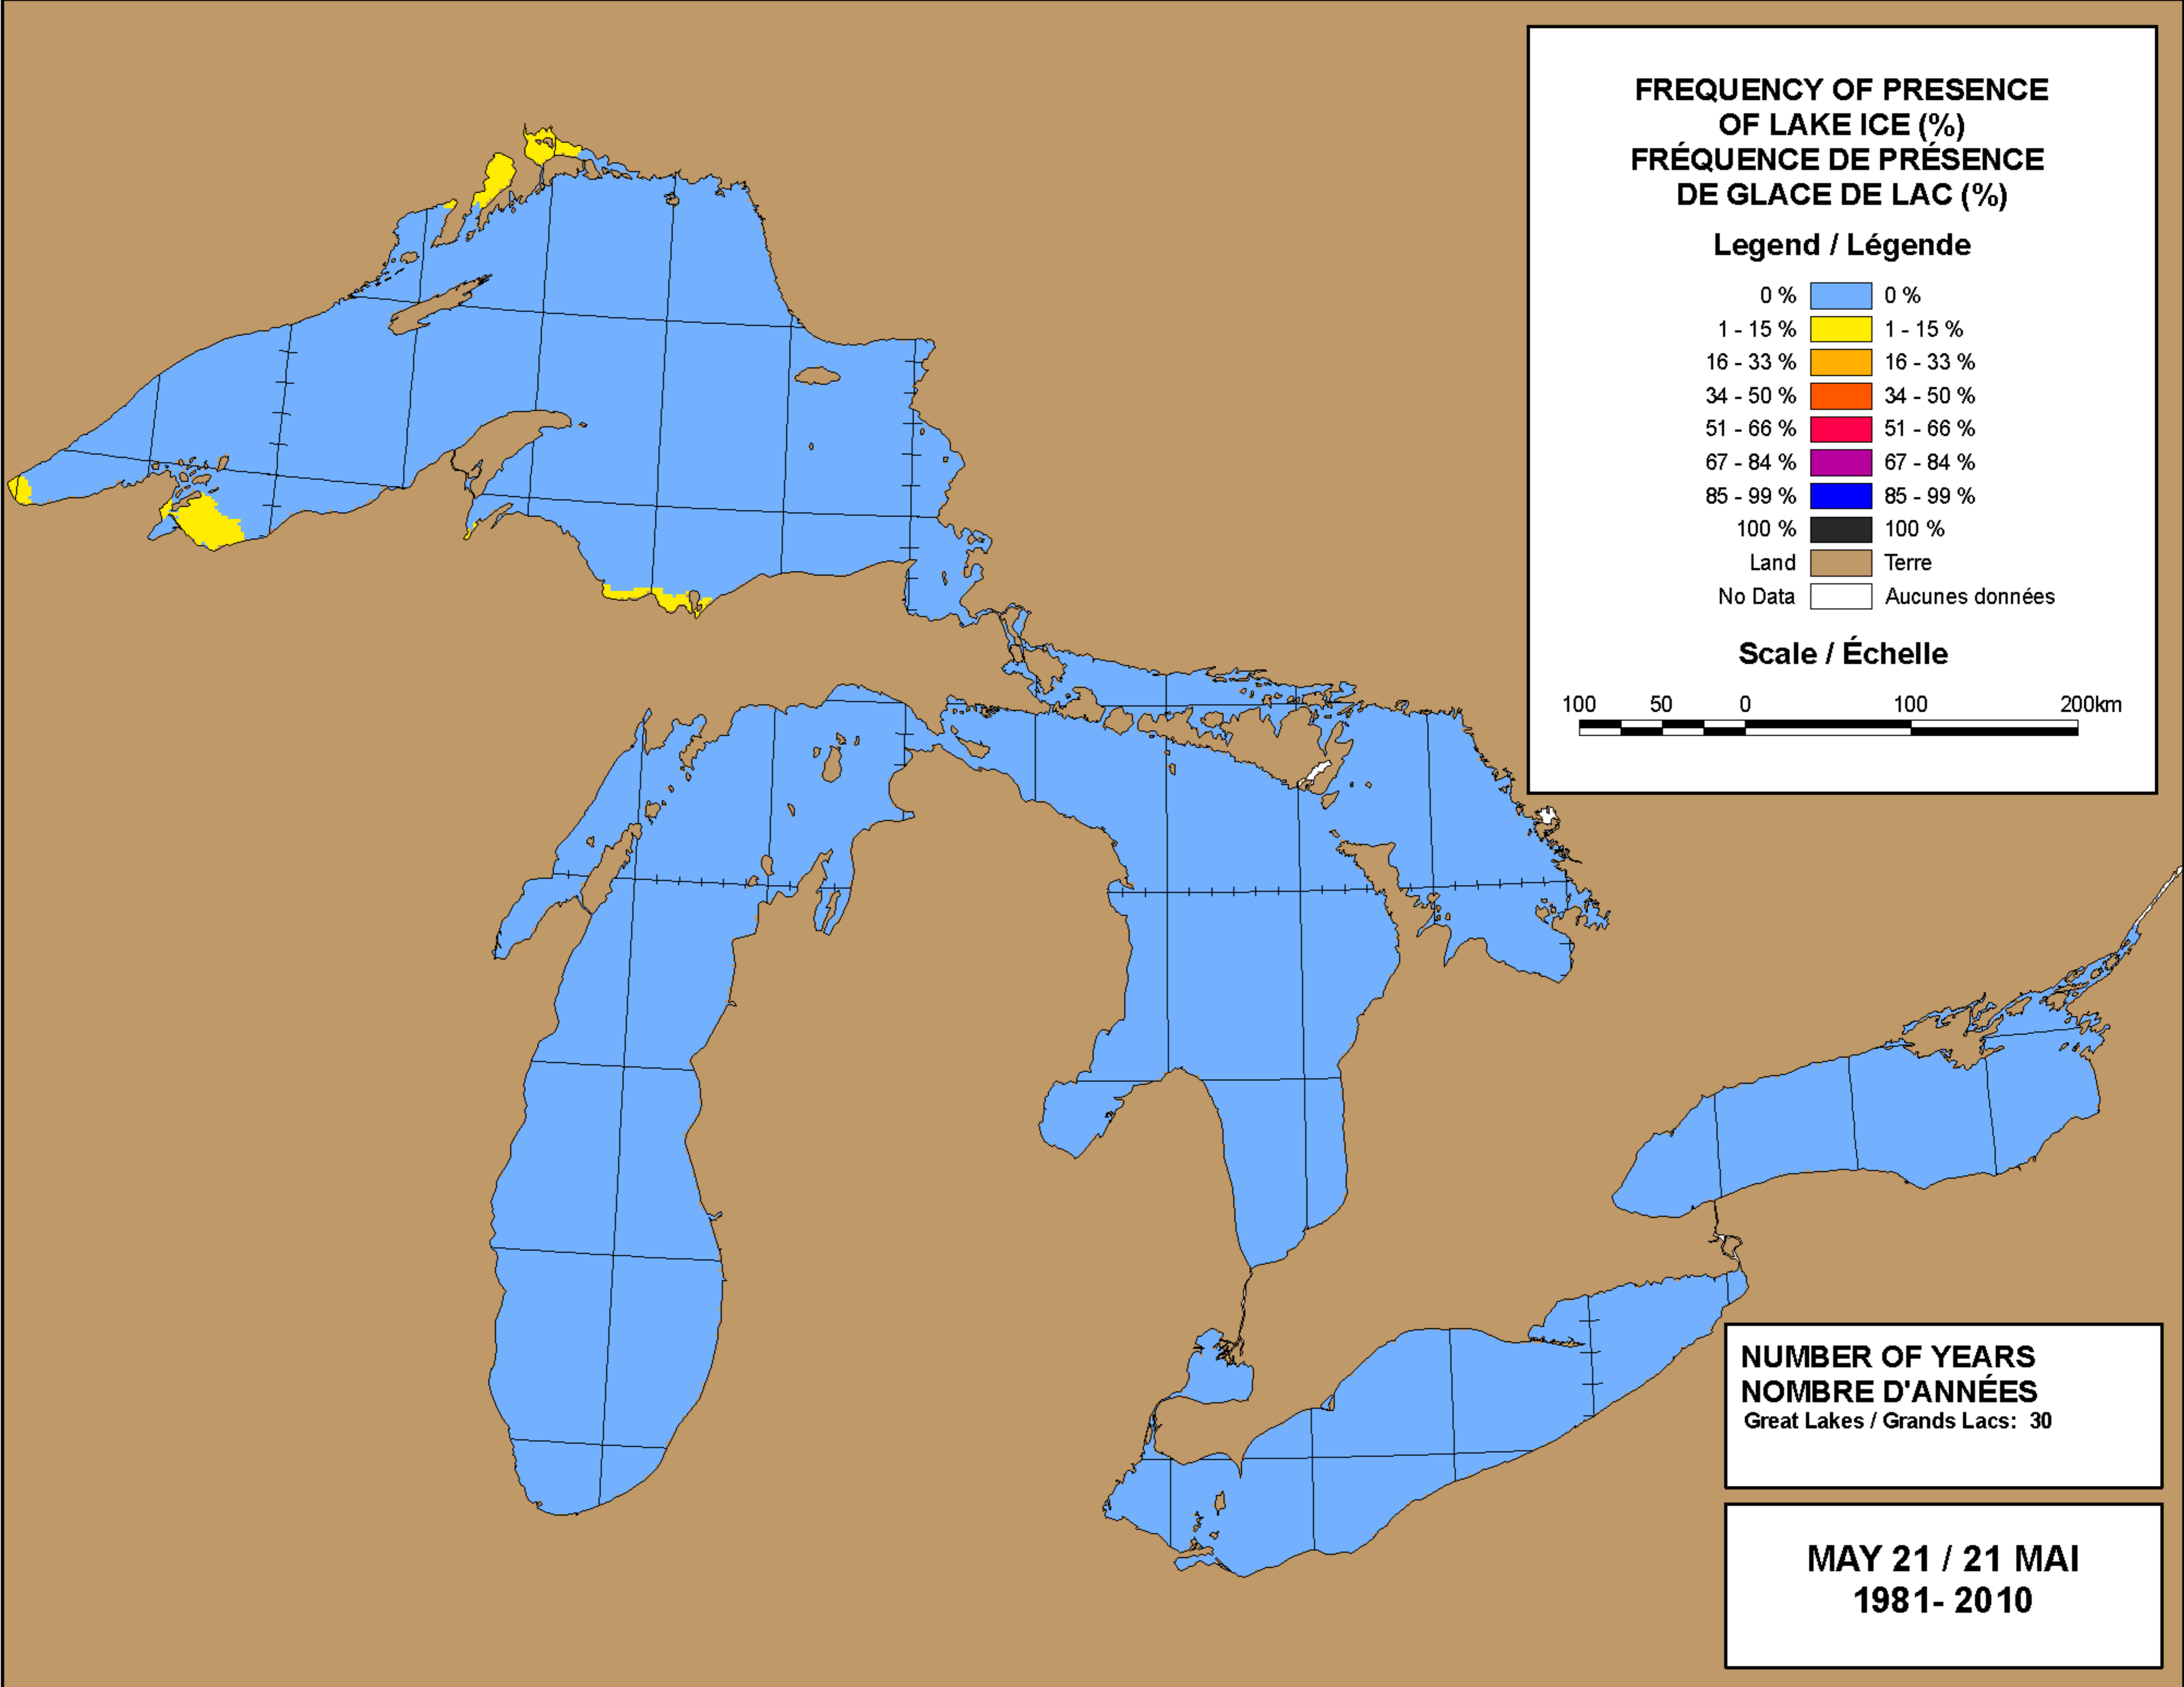 FREQUENCY OF PRESENCE
OF LAKE ICE (%)
FRÉQUENCE DE PRÉSENCE
DE GLACE DE LAC (%)
Legend / Légende
0 % 0 %
1 - 15 % 1 - 15 %
16 - 33 % 16 - 33 %
34 - 50 % 34 - 50 %
51 - 66 % 51 - 66 %
67 - 84 % 67 - 84 %
85 - 99 % 85 - 99 %
100 % 100 %
Land Terre
No Data Aucunes données
Scale / Échelle
100 50 0 100 200km
NUMBER OF YEARS
NOMBRE D'ANNÉES
Great Lakes / Grands Lacs: 30
MAY 21 / 21 MAI
1981- 2010